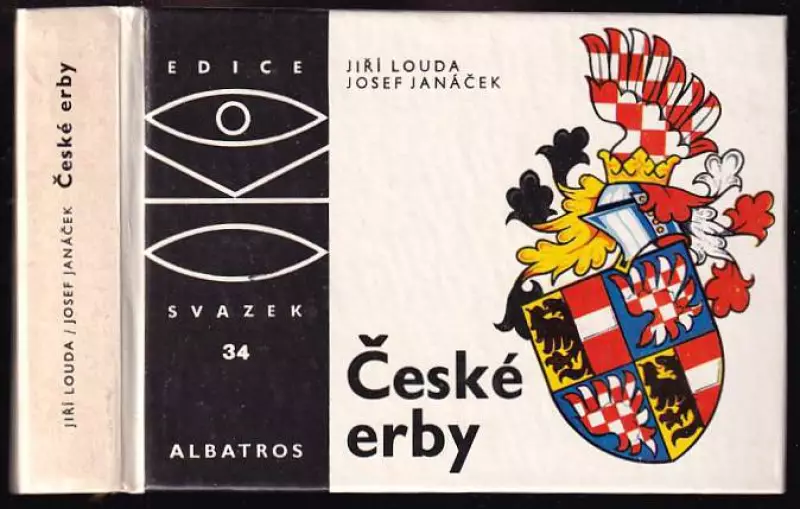 JIŘÍ LOUDA / JOSEF JANÁČEK České erby
EDICE
SVAZEK
34
ALBATROS
JIŘÍ LOUDA
JOSEF JANÁČEK
České
erby